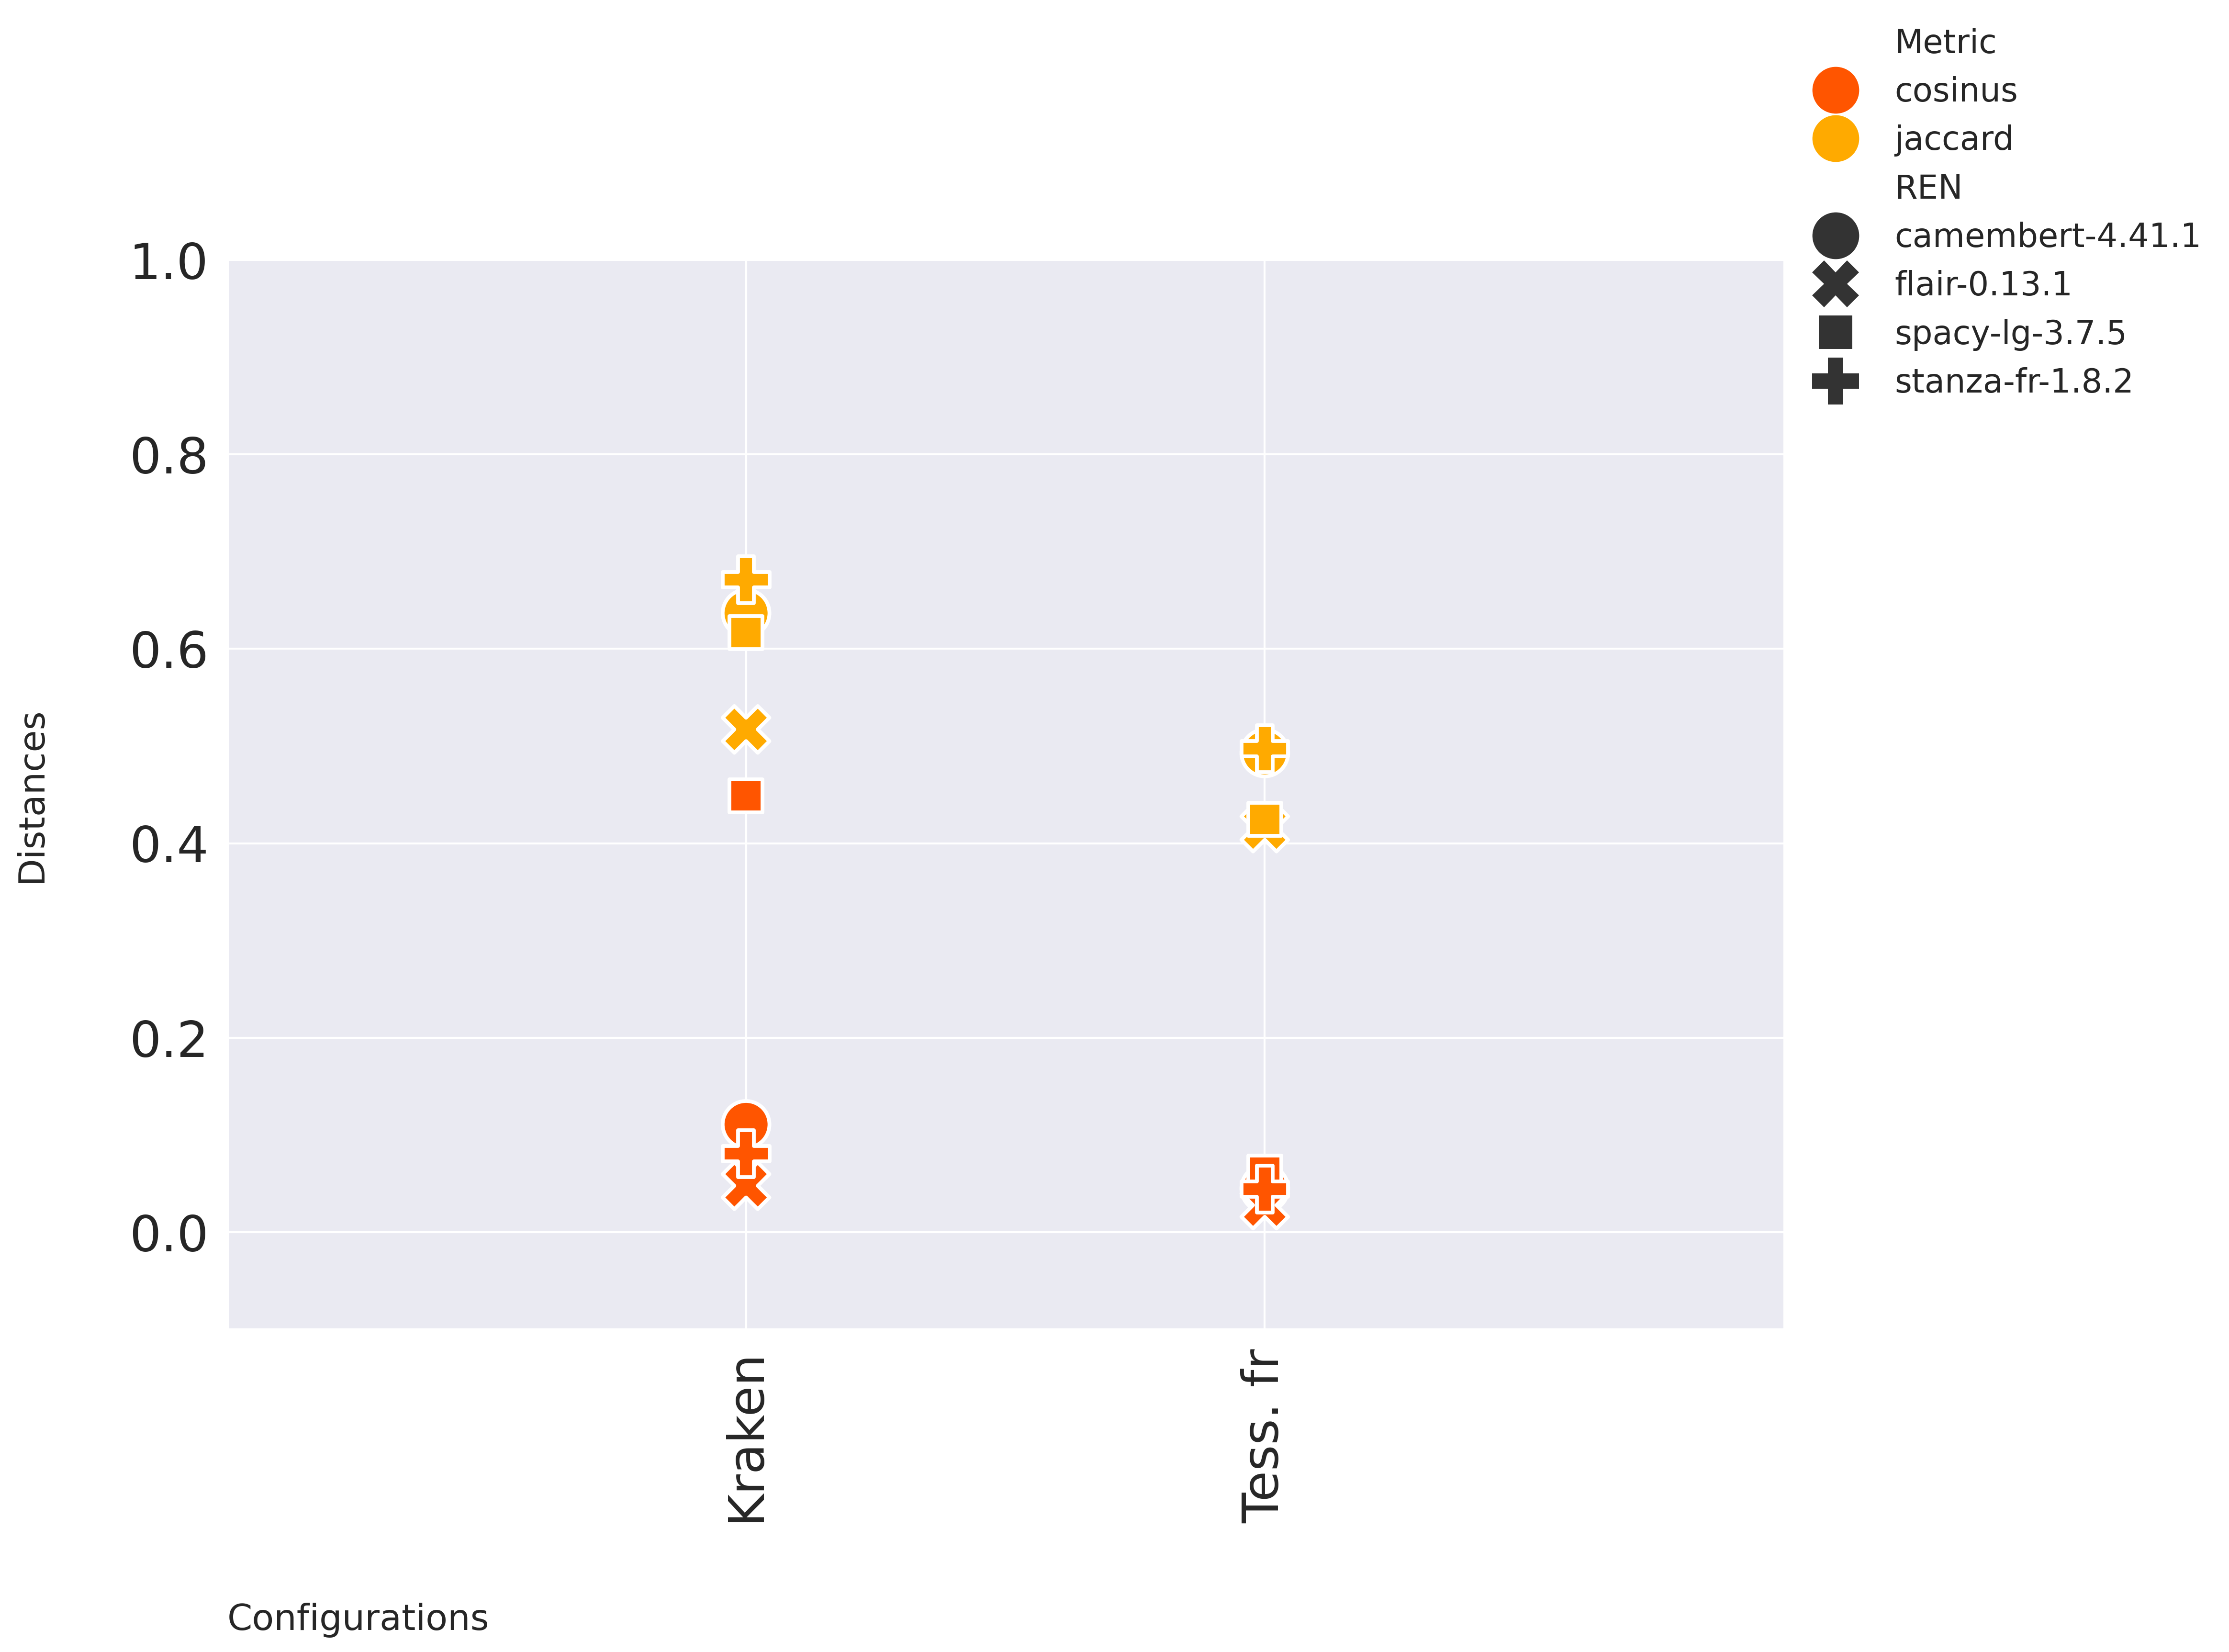 Metric
cosinus
jaccard
REN
camembert-4.41.1
flair-0.13.1
spacy-lg-3.7.5
stanza-fr-1.8.2
1.0
0.8
0.6
0.4
0.2
0.0
Distances
Kraken
Tess. fr
Configurations